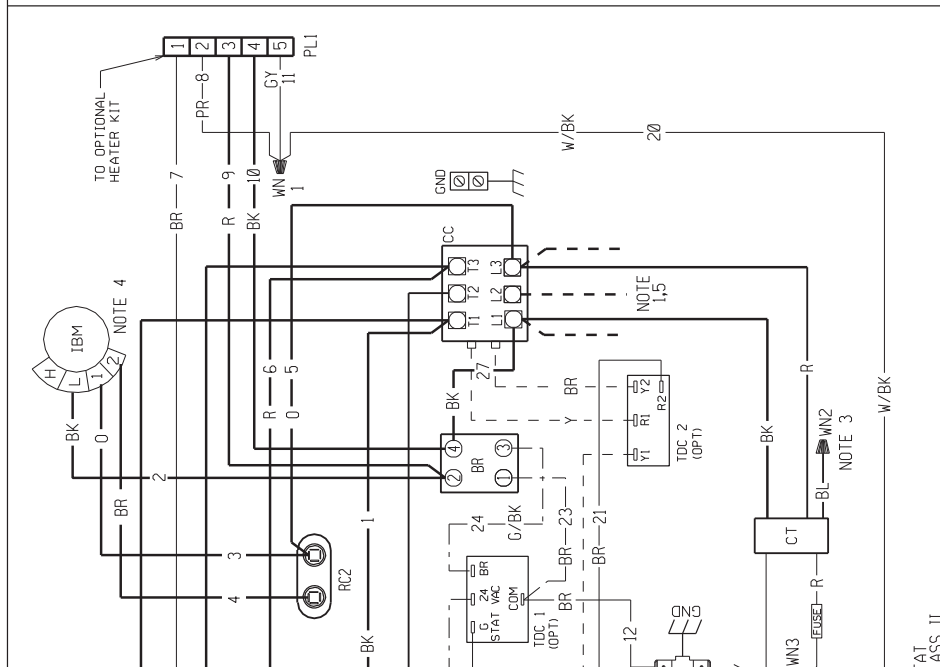 1 2 3 4 5
PL1
TO OPTIONAL
HEATER KIT
PR 8
GY
11
WN
1
BR 7
R 9
BK 10
W/BK 20
GND
CC
T3 L3
T2 L2
T1 L1
NOTE
1,5
IBM
H
L
1
2
NOTE 4
BK
O
BR
2
3
4
R 6
O 5
RC2
BK 1
BK
27
BR
Y
4 3
BR
2 1
24
G/BK
23
BR
21
BR
Y2
R2
R1
Y1
TDC 2
(OPT)
BR
24 VAC
COM
G
STAT
TDC 1
(OPT)
BR
12
GND
BK
R
W/BK
WN2
NOTE 3
BL
CT
R
FUSE
WN3
TAT
ASS II